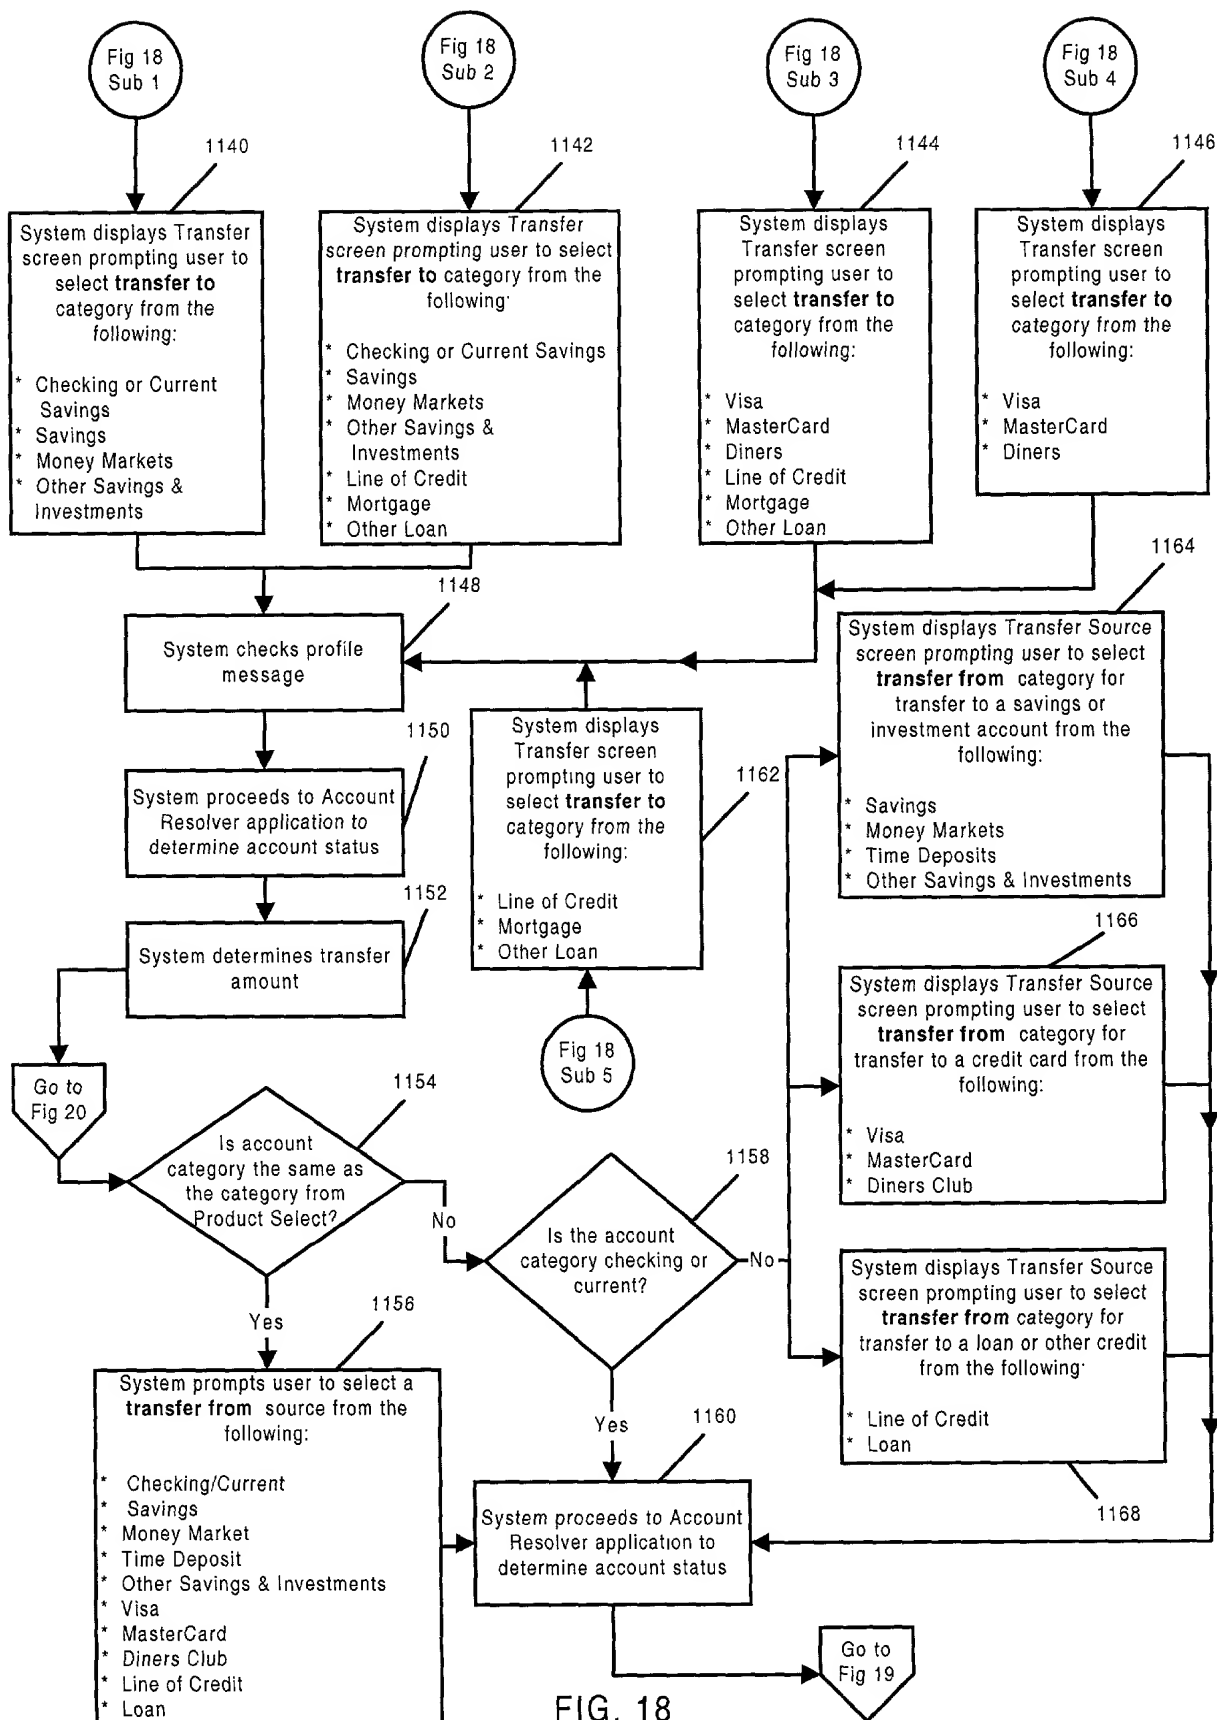 Fig 18
Sub 1
Fig 18
Sub 2
Fig 18
Sub 3
Fig 18
Sub 4
1140
1142
1144
1146
System displays Transfer
screen prompting user to
select transfer to
category from the
following:
* Checking or Current
Savings
* Savings
* Money Markets
* Other Savings &
Investments
System displays Transfer
screen prompting user to select
transfer to category from the
following:
* Checking or Current Savings
* Savings
* Money Markets
* Other Savings &
Investments
* Line of Credit
* Mortgage
* Other Loan
System displays
Transfer screen
prompting user to
select transfer to
category from the
following:
* Visa
* MasterCard
* Diners
* Line of Credit
* Mortgage
* Other Loan
System displays
Transfer screen
prompting user to
select transfer to
category from the
following:
* Visa
* MasterCard
* Diners
1148
System checks profile
message
1150
System proceeds to Account
Resolver application to
determine account status
1152
System determines transfer
amount
Go to
Fig 20
1162
System displays
Transfer screen
prompting user to
select transfer to
category from the
following:
* Line of Credit
* Mortgage
* Other Loan
Fig 18
Sub 5
1164
System displays Transfer Source
screen prompting user to select
transfer from category for
transfer to a savings or
investment account from the
following:
* Savings
* Money Markets
* Time Deposits
* Other Savings & Investments
1166
System displays Transfer Source
screen prompting user to select
transfer from category for
transfer to a credit card from the
following:
* Visa
* MasterCard
* Diners Club
1154
Is account
category the same as
the category from
Product Select?
No
Yes
1158
Is the account
category checking or
current?
No
Yes
System displays Transfer Source
screen prompting user to select
transfer from category for
transfer to a loan or other credit
from the following:
* Line of Credit
* Loan
1168
1156
System prompts user to select a
transfer from source from the
following:
* Checking/Current
* Savings
* Money Market
* Time Deposit
* Other Savings & Investments
* Visa
* MasterCard
* Diners Club
* Line of Credit
* Loan
1160
System proceeds to Account
Resolver application to
determine account status
Go to
Fig 19
FIG. 18